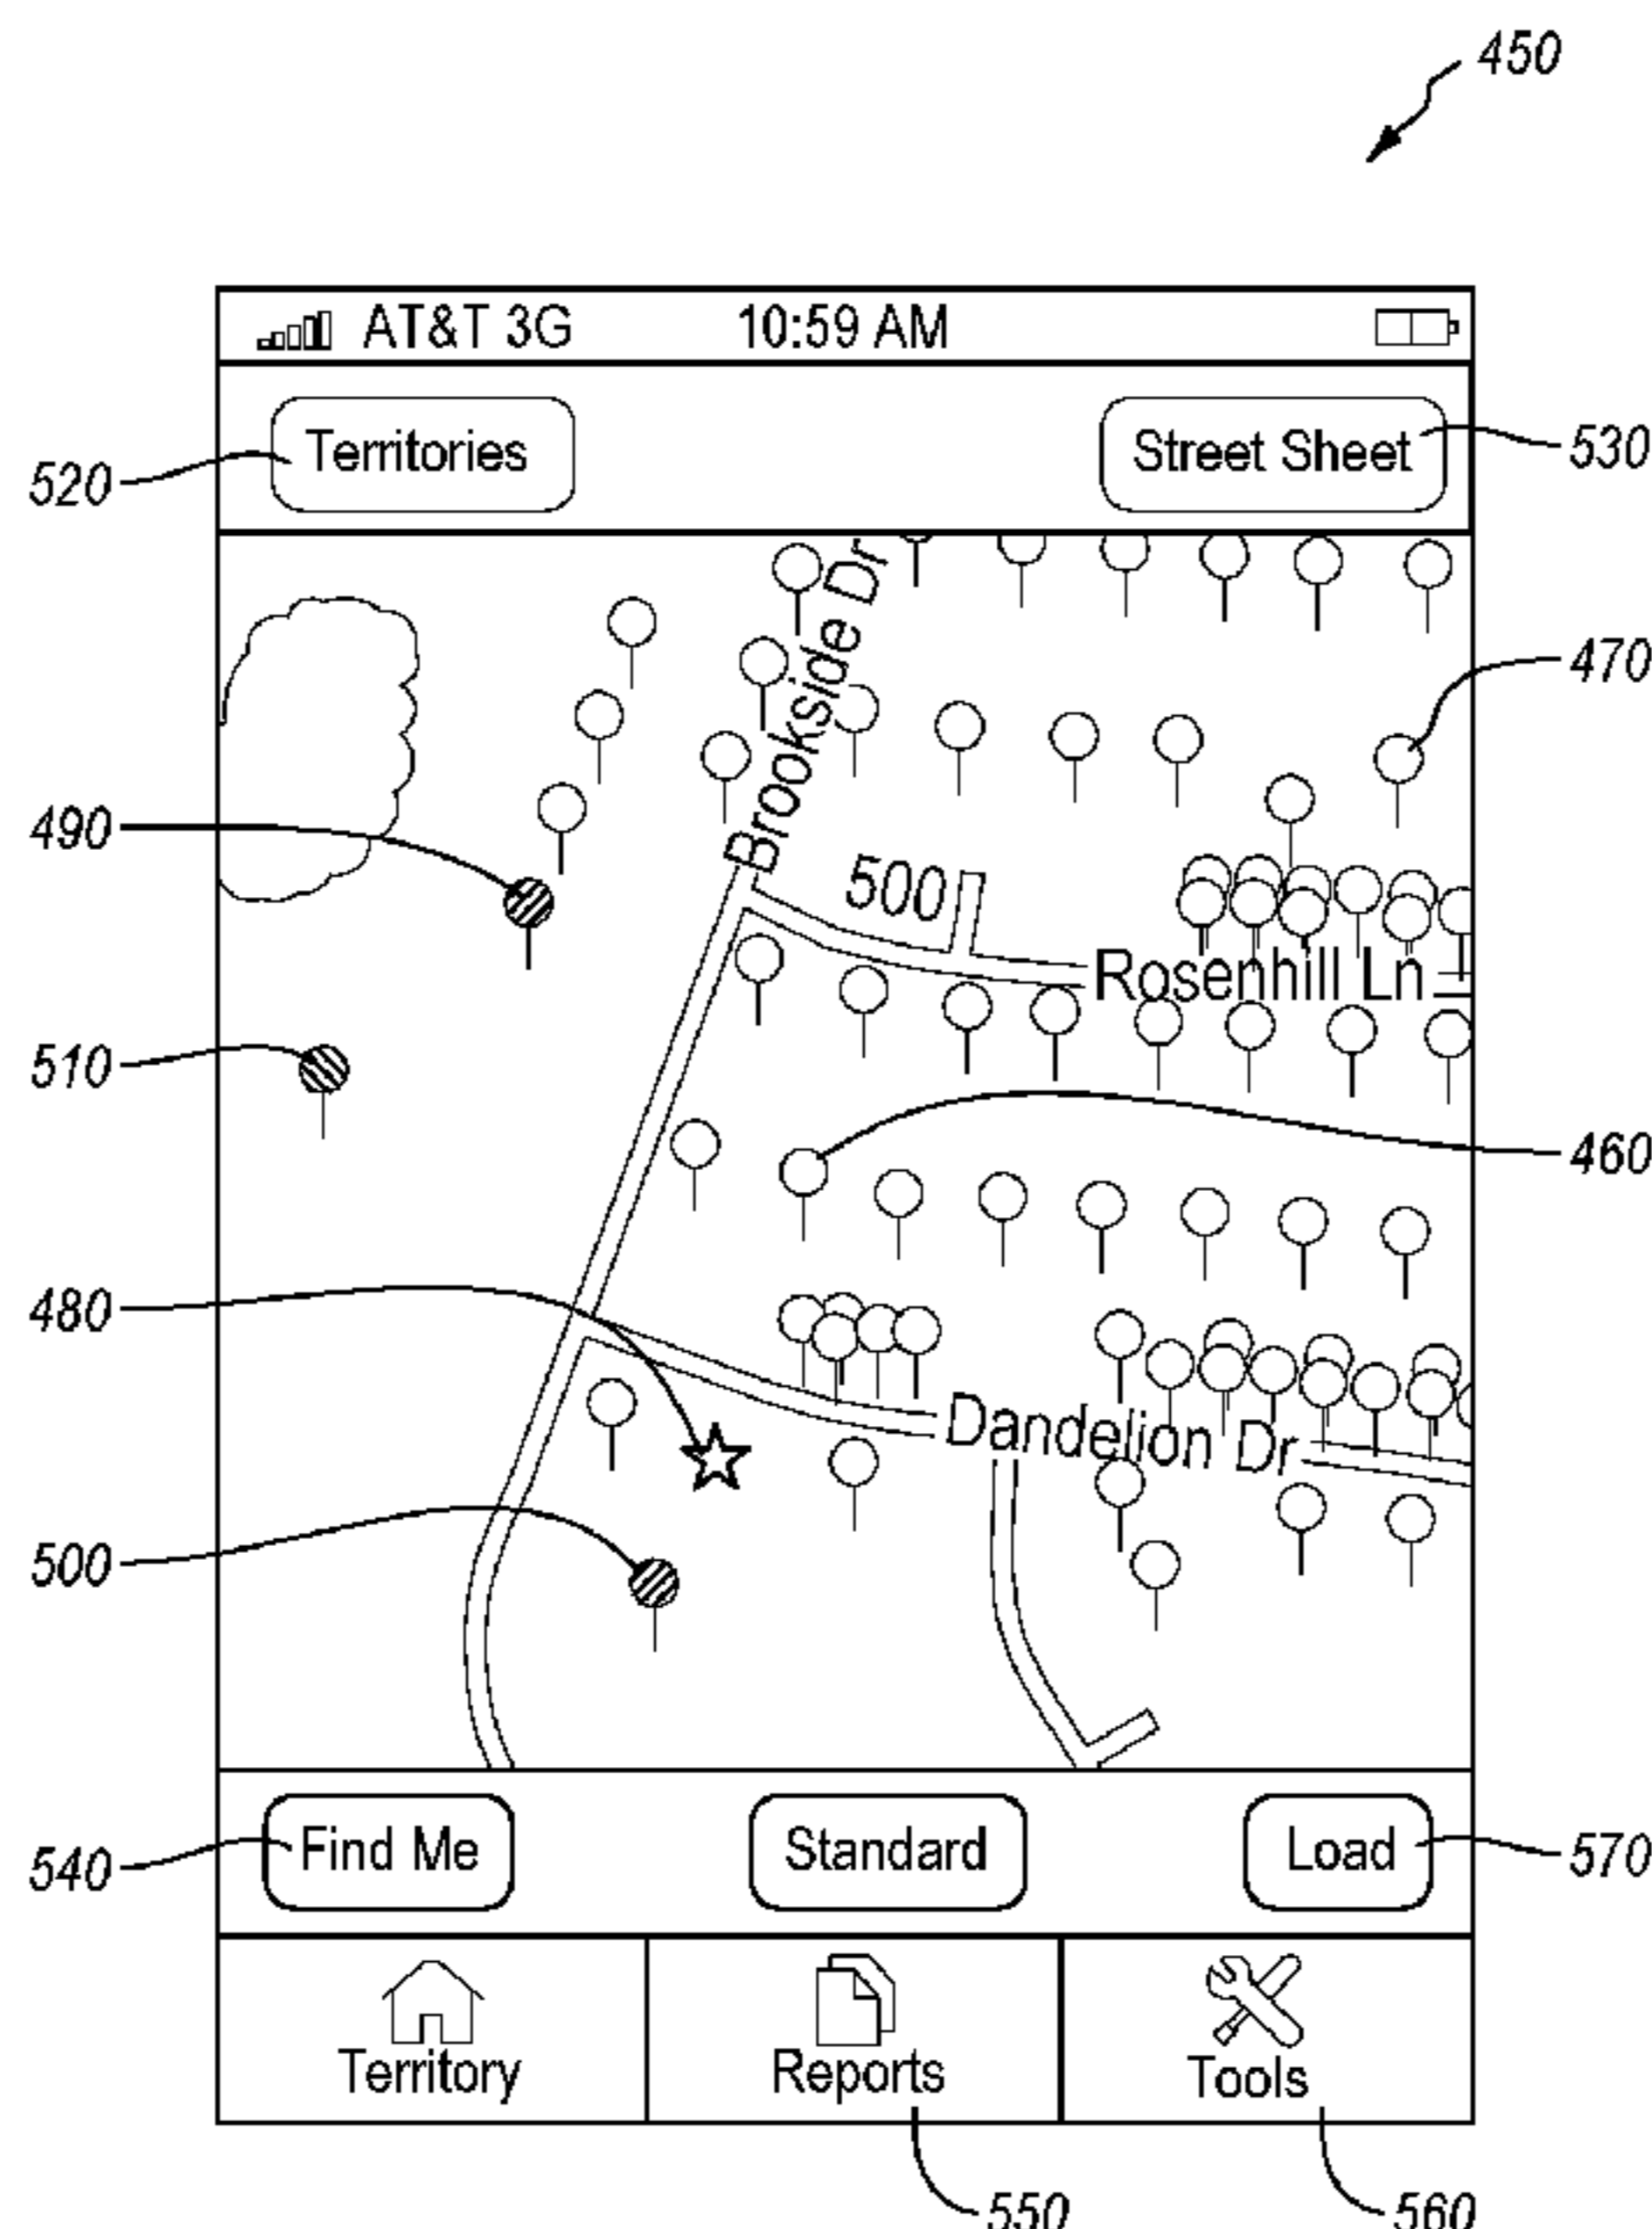 450
AT&T 3G 10:59 AM
Territories Street Sheet
520 530
Brookside Dr
470
490
500
Rosenhill Ln
510
460
480
Dandelion Dr
500
Find Me Standard Load
540 570
Territory Reports Tools
550 560